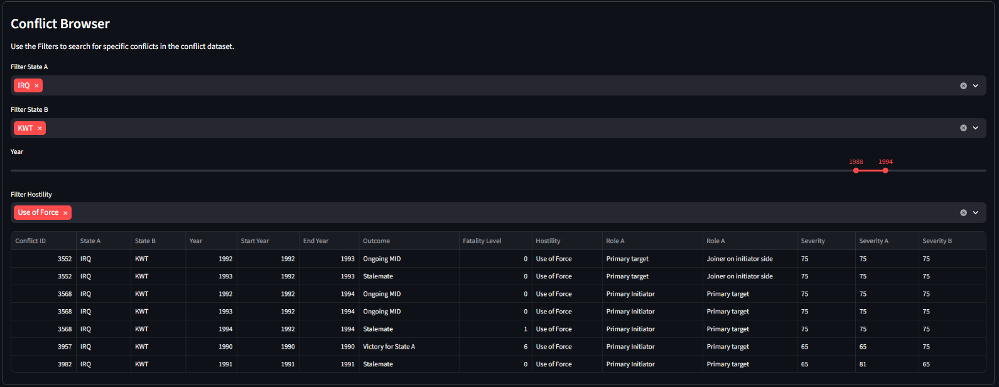 Conflict Browser
Use the Filters to search for specific conflicts in the conflict dataset.
Filter State A
IRQ ×
Filter State B
KWT ×
Year
1988 1994
Filter Hostility
Use of Force ×
Conflict ID State A State B Year Start Year End Year Outcome Fatality Level Hostility Role A Role A Severity Severity A Severity B
3552 IRQ KWT 1992 1992 1993 Ongoing MID 0 Use of Force Primary target Joiner on initiator side 75 75 75
3552 IRQ KWT 1993 1992 1993 Stalemate 0 Use of Force Primary target Joiner on initiator side 75 75 75
3568 IRQ KWT 1992 1992 1994 Ongoing MID 0 Use of Force Primary Initiator Primary target 75 75 75
3568 IRQ KWT 1993 1992 1994 Ongoing MID 0 Use of Force Primary Initiator Primary target 75 75 75
3568 IRQ KWT 1994 1992 1994 Stalemate 1 Use of Force Primary Initiator Primary target 75 75 75
3957 IRQ KWT 1990 1990 1990 Victory for State A 6 Use of Force Primary Initiator Primary target 65 65 75
3982 IRQ KWT 1991 1991 1991 Stalemate 0 Use of Force Primary Initiator Primary target 65 81 65